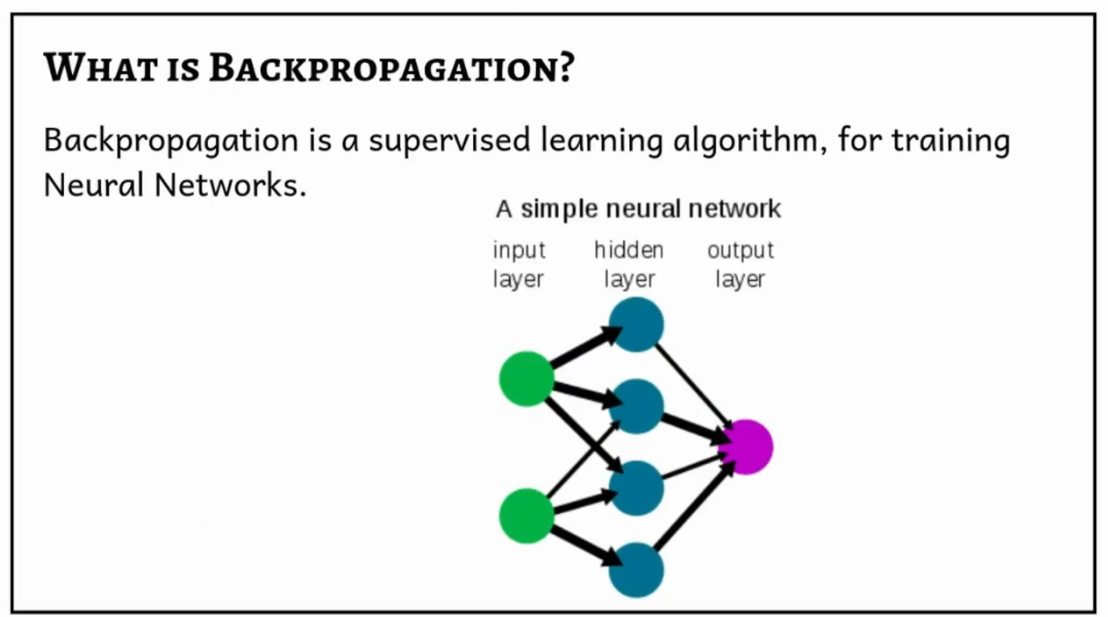 What is Backpropagation?
Backpropagation is a supervised learning algorithm, for training
Neural Networks.
A simple neural network
input layer
hidden layer
output layer